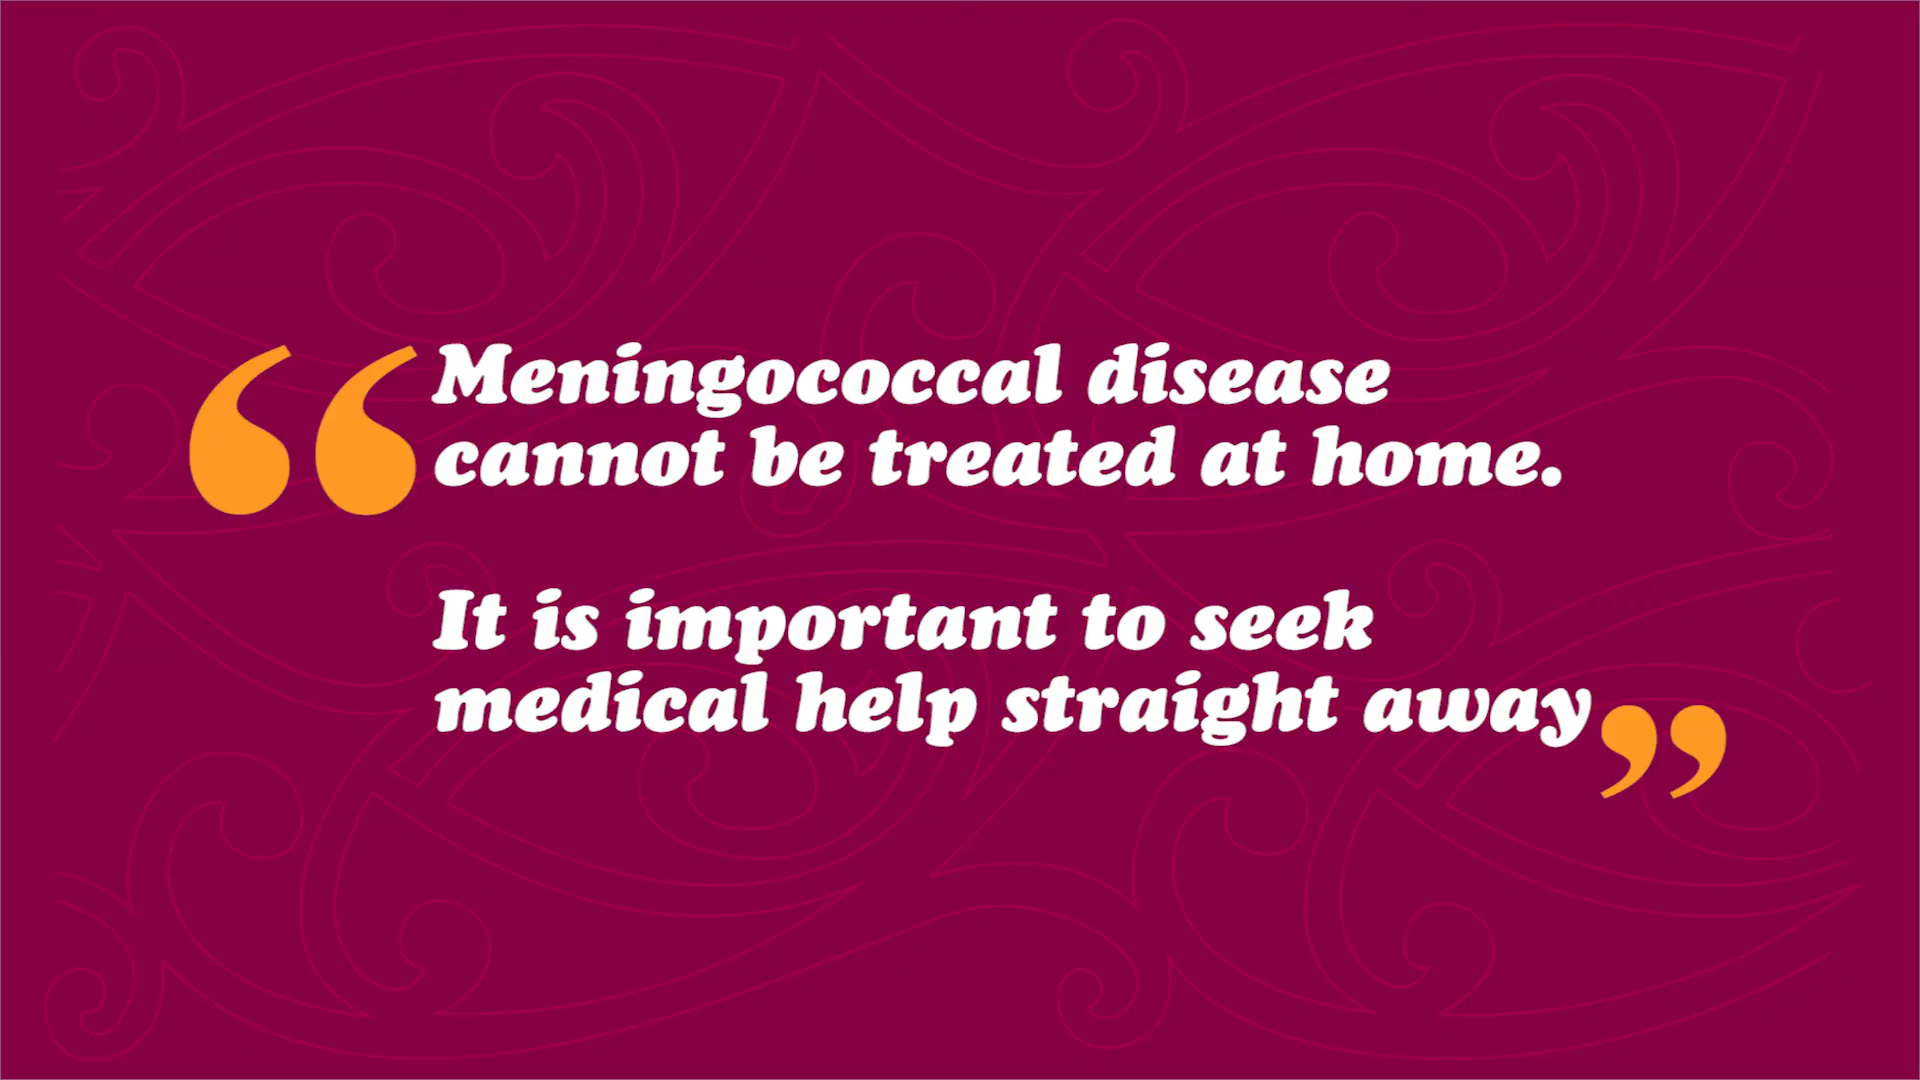 “Meningococcal disease
cannot be treated at home.
It is important to seek
medical help straight away”